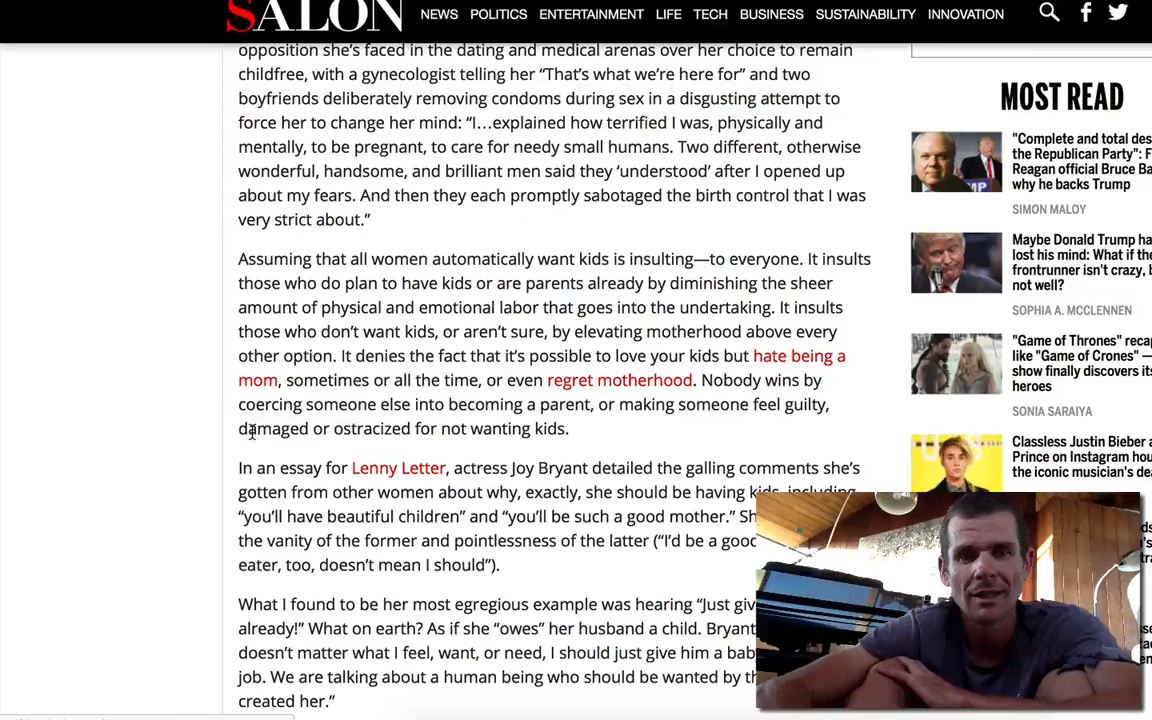 SALON
NEWS POLITICS ENTERTAINMENT LIFE TECH BUSINESS SUSTAINABILITY INNOVATION
opposition she's faced in the dating and medical arenas over her choice to remain
childfree, with a gynecologist telling her “That's what we're here for” and two
boyfriends deliberately removing condoms during sex in a disgusting attempt to
force her to change her mind: “I…explained how terrified I was, physically and
mentally, to be pregnant, to care for needy small humans. Two different, otherwise
wonderful, handsome, and brilliant men said they ‘understood’ after I opened up
about my fears. And then they each promptly sabotaged the birth control that I was
very strict about.”
Assuming that all women automatically want kids is insulting—to everyone. It insults
those who do plan to have kids or are parents already by diminishing the sheer
amount of physical and emotional labor that goes into the undertaking. It insults
those who don't want kids, or aren't sure, by elevating motherhood above every
other option. It denies the fact that it's possible to love your kids but hate being a
mom, sometimes or all the time, or even regret motherhood. Nobody wins by
coercing someone else into becoming a parent, or making someone feel guilty,
damaged or ostracized for not wanting kids.
In an essay for Lenny Letter, actress Joy Bryant detailed the galling comments she's
gotten from other women about why, exactly, she should be having kids, including
“you'll have beautiful children” and “you'll be such a good mother.” Sh
the vanity of the former and pointlessness of the latter (“I'd be a good
eater, too, doesn't mean I should”).
What I found to be her most egregious example was hearing “Just giv
already!” What on earth? As if she “owes” her husband a child. Bryant
doesn't matter what I feel, want, or need, I should just give him a bab
job. We are talking about a human being who should be wanted by th
created her.”
MOST READ
"Complete and total des
the Republican Party": F
Reagan official Bruce Ba
why he backs Trump
SIMON MALOY
Maybe Donald Trump ha
lost his mind: What if the
frontrunner isn't crazy, b
not well?
SOPHIA A. MCCLENNEN
"Game of Thrones" recap
like "Game of Crones" —
show finally discovers its
heroes
SONIA SARAIYA
Classless Justin Bieber a
Prince on Instagram hou
the iconic musician's dea